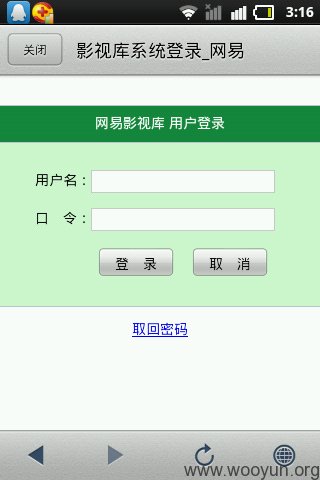 3:16
关闭 影视库系统登录_网易
网易影视库 用户登录
用户名：
口 令：
登 录 取 消
取回密码
www.wooyun.org